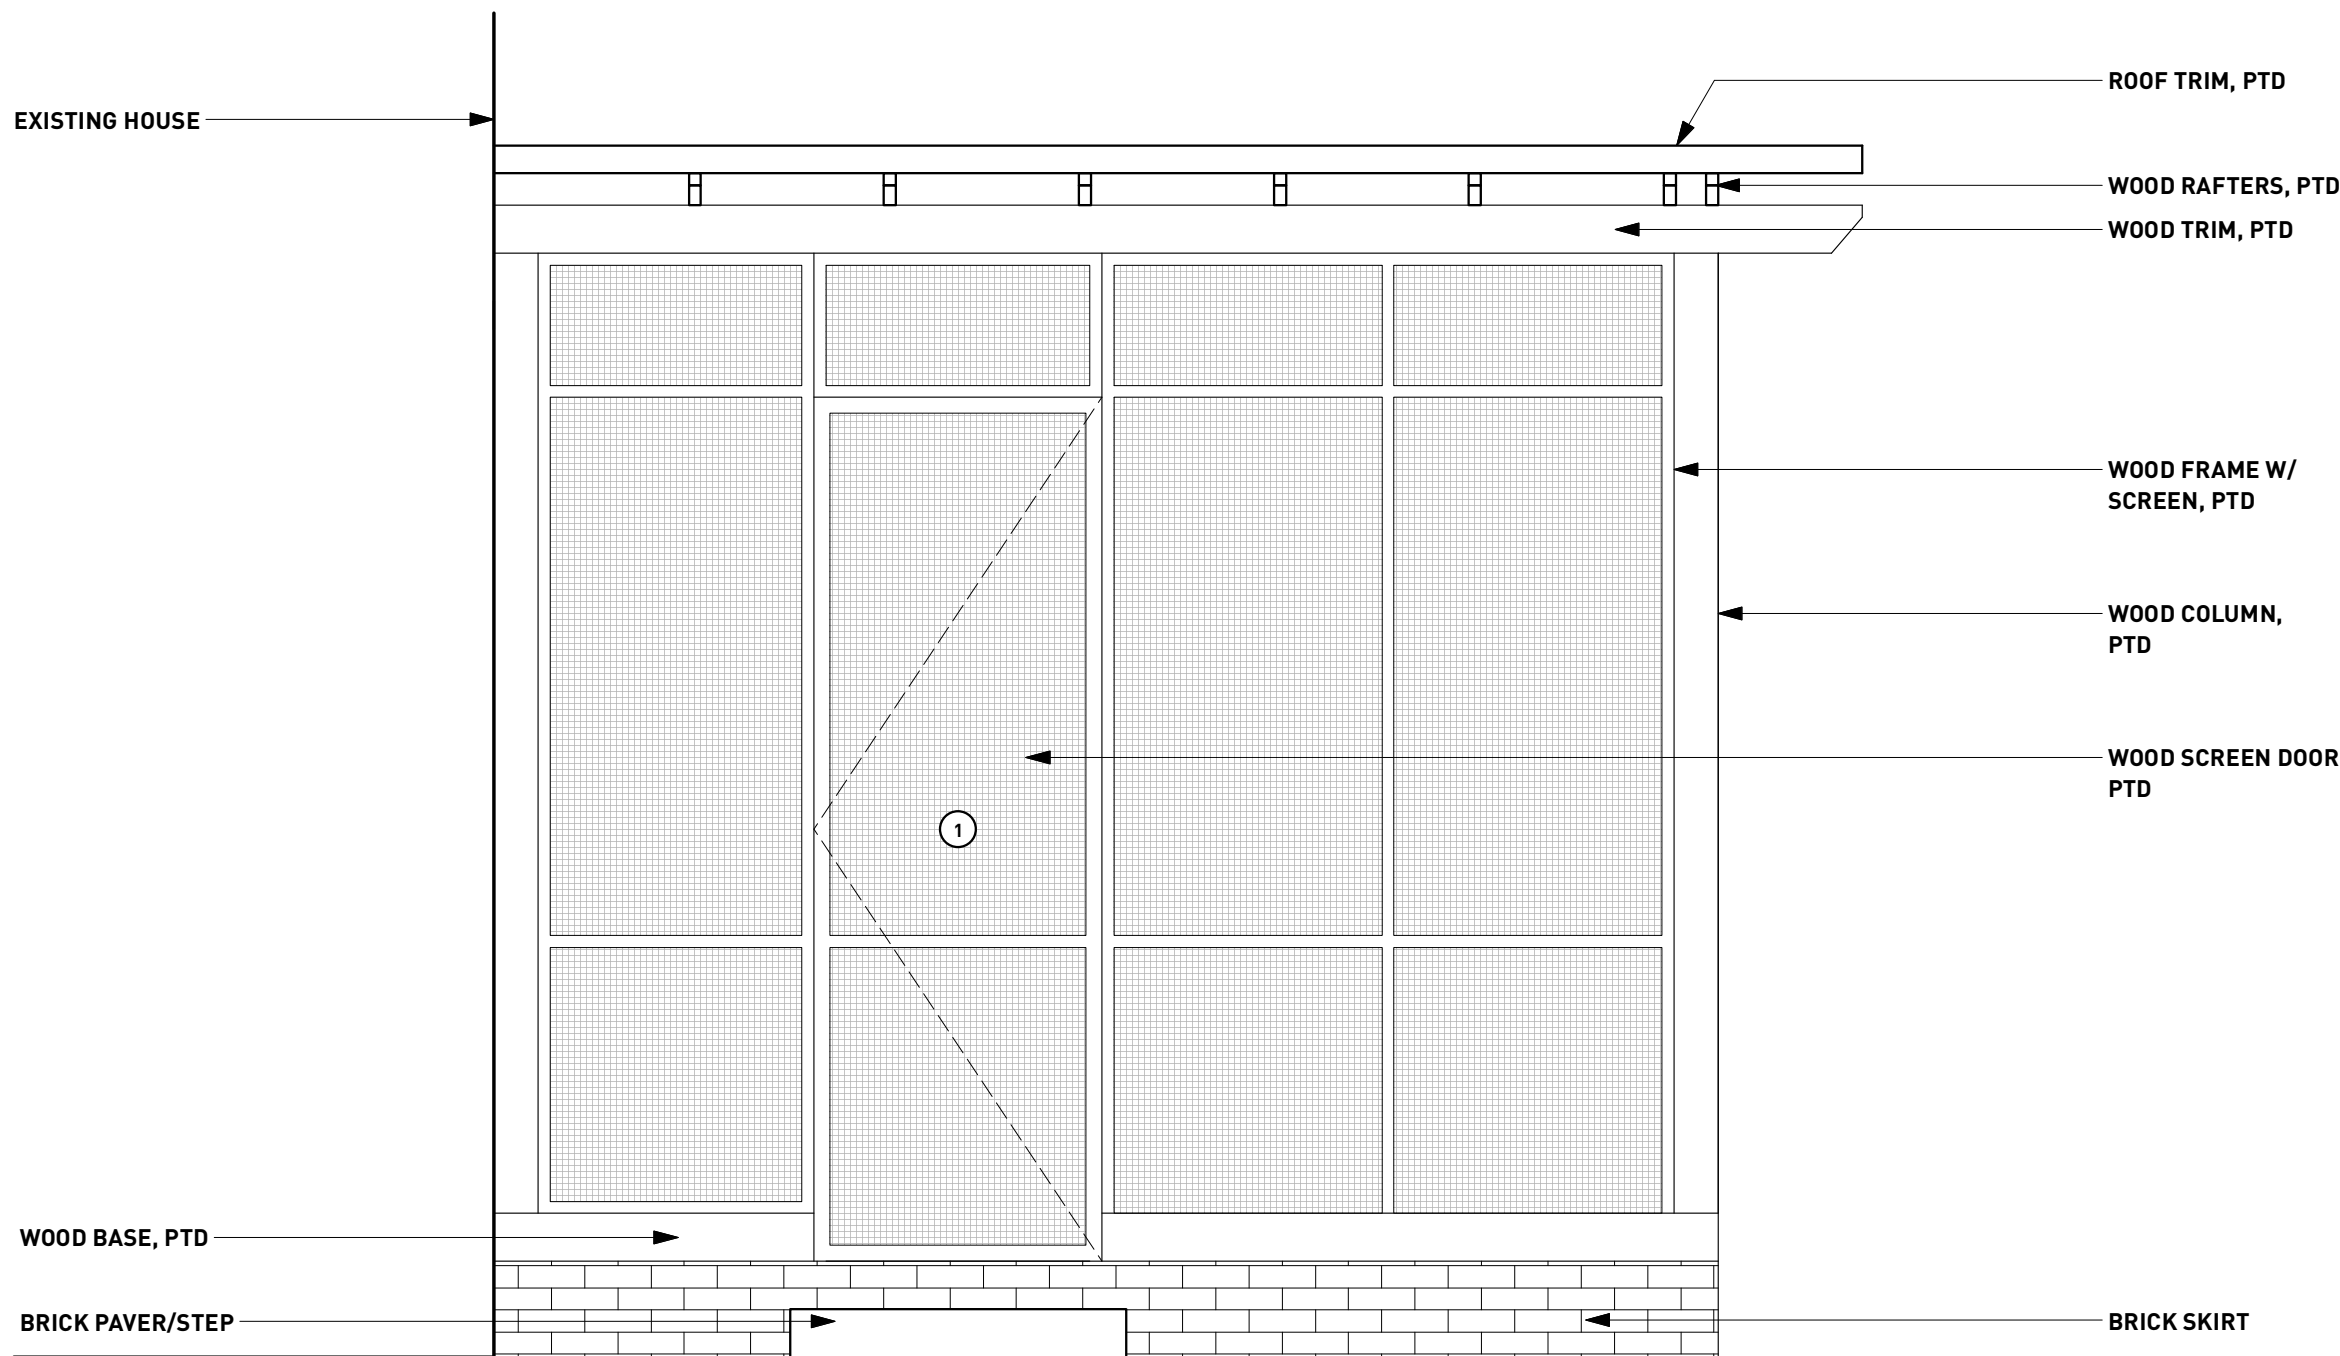 ROOF TRIM, PTD
EXISTING HOUSE
WOOD RAFTERS, PTD
WOOD TRIM, PTD
WOOD FRAME W/
SCREEN, PTD
WOOD COLUMN,
PTD
WOOD SCREEN DOOR
PTD
1
WOOD BASE, PTD
BRICK PAVER/STEP
BRICK SKIRT